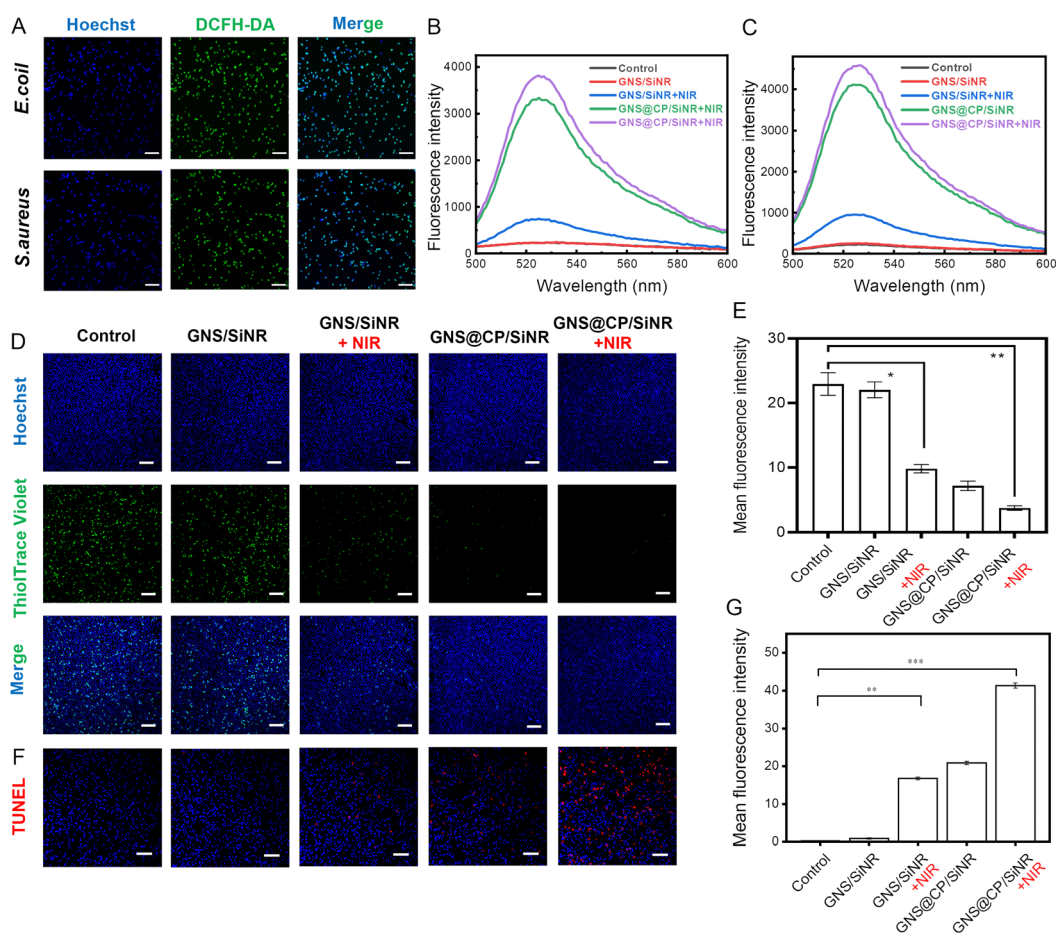 A
Hoechst
DCFH-DA
Merge
E.coil
S.aureus
B
Fluorescence intensity
4000
3000
2000
1000
0
500
520
540
560
580
600
Wavelength (nm)
Control
GNS/SiNR
GNS/SiNR+NIR
GNS@CP/SiNR+NIR
GNS@CP/SiNR+NIR
C
Fluorescence intensity
4000
3000
2000
1000
0
500
520
540
560
580
600
Wavelength (nm)
Control
GNS/SiNR
GNS/SiNR+NIR
GNS@CP/SiNR
GNS@CP/SiNR+NIR
D
Control
GNS/SiNR
GNS/SiNR
+ NIR
GNS@CP/SiNR
GNS@CP/SiNR
+NIR
Hoechst
ThiolTrace Violet
Merge
E
Mean fluorescence intensity
30
20
10
0
*
**
Control
GNS/SiNR
GNS/SiNR
+NIR
GNS@CP/SiNR
GNS@CP/SiNR
+NIR
F
TUNEL
G
Mean fluorescence intensity
50
40
30
20
10
0
**
***
Control
GNS/SiNR
GNS/SiNR
+NIR
GNS@CP/SiNR
GNS@CP/SiNR
+NIR